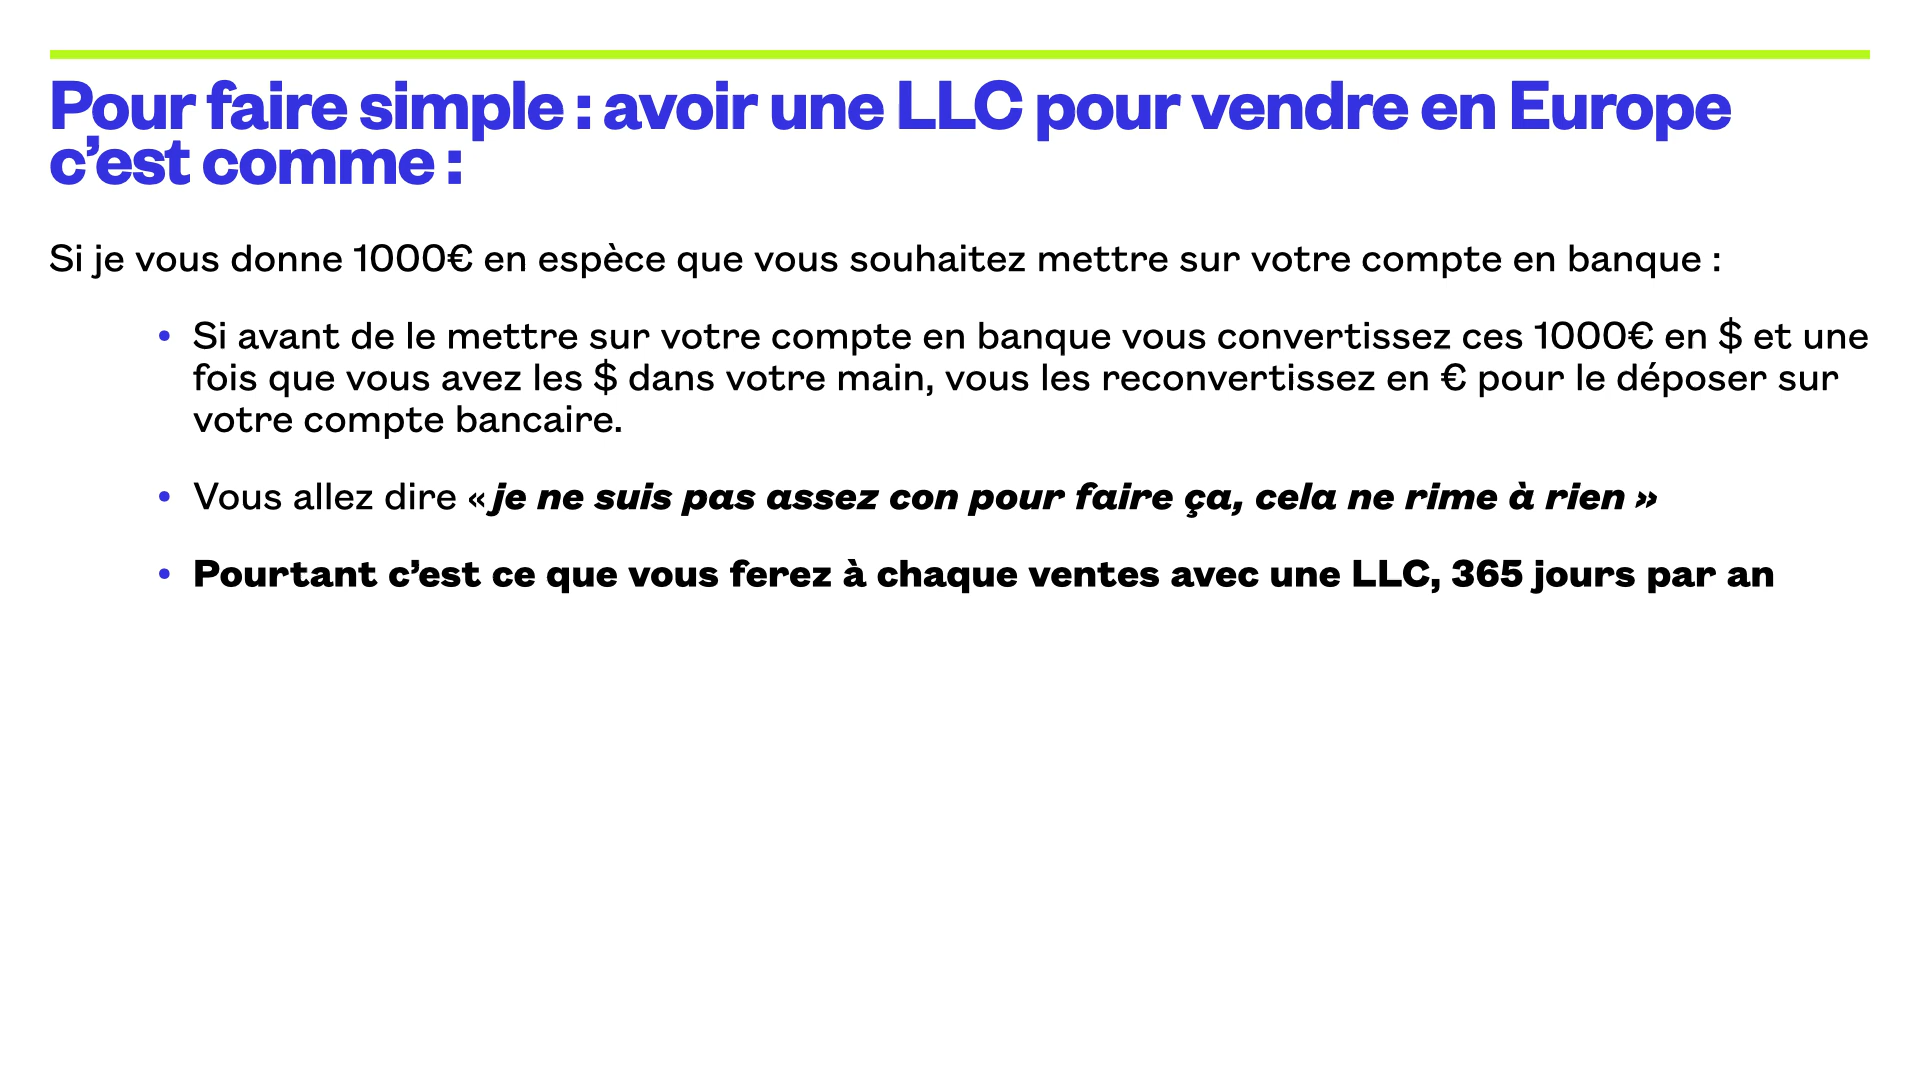 Pour faire simple : avoir une LLC pour vendre en Europe
c’est comme :
Si je vous donne 1000€ en espèce que vous souhaitez mettre sur votre compte en banque :
• Si avant de le mettre sur votre compte en banque vous convertissez ces 1000€ en $ et une
fois que vous avez les $ dans votre main, vous les reconvertissez en € pour le déposer sur
votre compte bancaire.
• Vous allez dire « je ne suis pas assez con pour faire ça, cela ne rime à rien »
• Pourtant c’est ce que vous ferez à chaque ventes avec une LLC, 365 jours par an